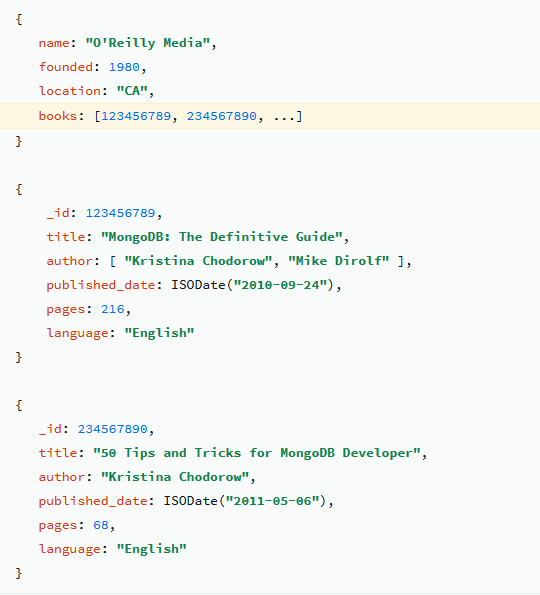 {
name: "O'Reilly Media",
founded: 1980,
location: "CA",
books: [123456789, 234567890, ...]
}
{
_id: 123456789,
title: "MongoDB: The Definitive Guide",
author: [ "Kristina Chodorow", "Mike Dirolf" ],
published_date: ISODate("2010-09-24"),
pages: 216,
language: "English"
}
{
_id: 234567890,
title: "50 Tips and Tricks for MongoDB Developer",
author: "Kristina Chodorow",
published_date: ISODate("2011-05-06"),
pages: 68,
language: "English"
}